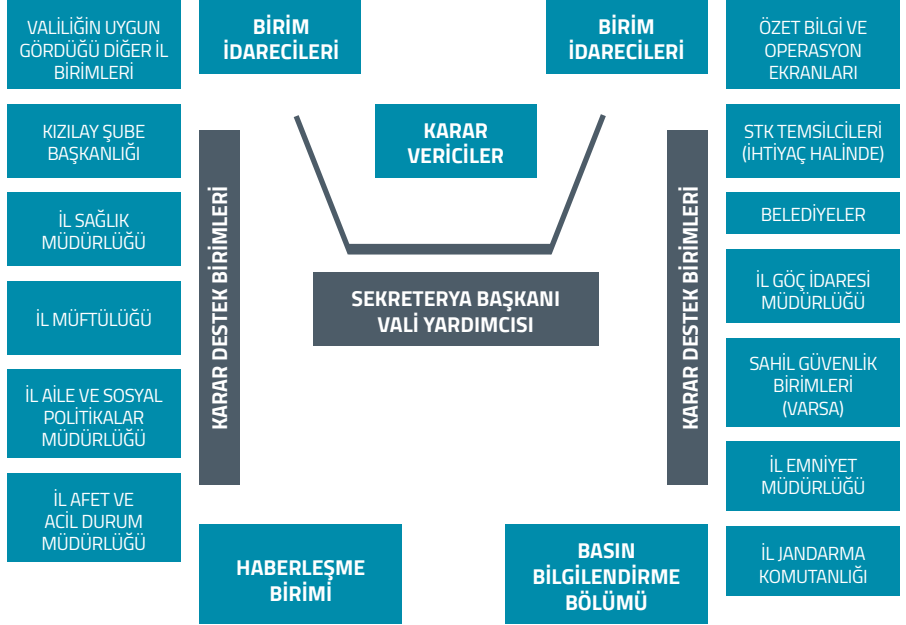 VALİLİĞİN UYGUN
GÖRDÜĞÜ DİĞER İL
BİRİMLERİ
KIZILAY ŞUBE
BAŞKANLIĞI
İL SAĞLIK
MÜDÜRLÜĞÜ
İL MÜFTÜLÜĞÜ
İL AİLE VE SOSYAL
POLİTİKALAR
MÜDÜRLÜĞÜ
İL AFET VE
ACİL DURUM
MÜDÜRLÜĞÜ
BİRİM
İDARECİLERİ
KARAR DESTEK BİRİMLERİ
HABERLEŞME
BİRİMİ
KARAR
VERİCİLER
SEKRETERYA BAŞKANI
VALİ YARDIMCISI
BİRİM
İDARECİLERİ
KARAR DESTEK BİRİMLERİ
BASIN
BİLGİLENDİRME
BÖLÜMÜ
ÖZET BİLGİ VE
OPERASYON
EKRANLARI
STK TEMSİLCİLERİ
(İHTİYAÇ HALİNDE)
BELEDİYELER
İL GÖÇ İDARESİ
MÜDÜRLÜĞÜ
SAHİL GÜVENLİK
BİRİMLERİ
(VARSA)
İL EMNİYET
MÜDÜRLÜĞÜ
İL JANDARMA
KOMUTANLIĞI